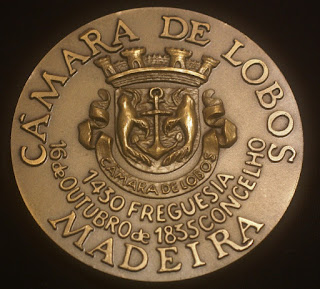 CÂMARA DE LOBOS
CÂMARA DE LOBOS
1430 FREGUESIA
16 de OUTUBRO de 1835 CONCELHO
MADEIRA